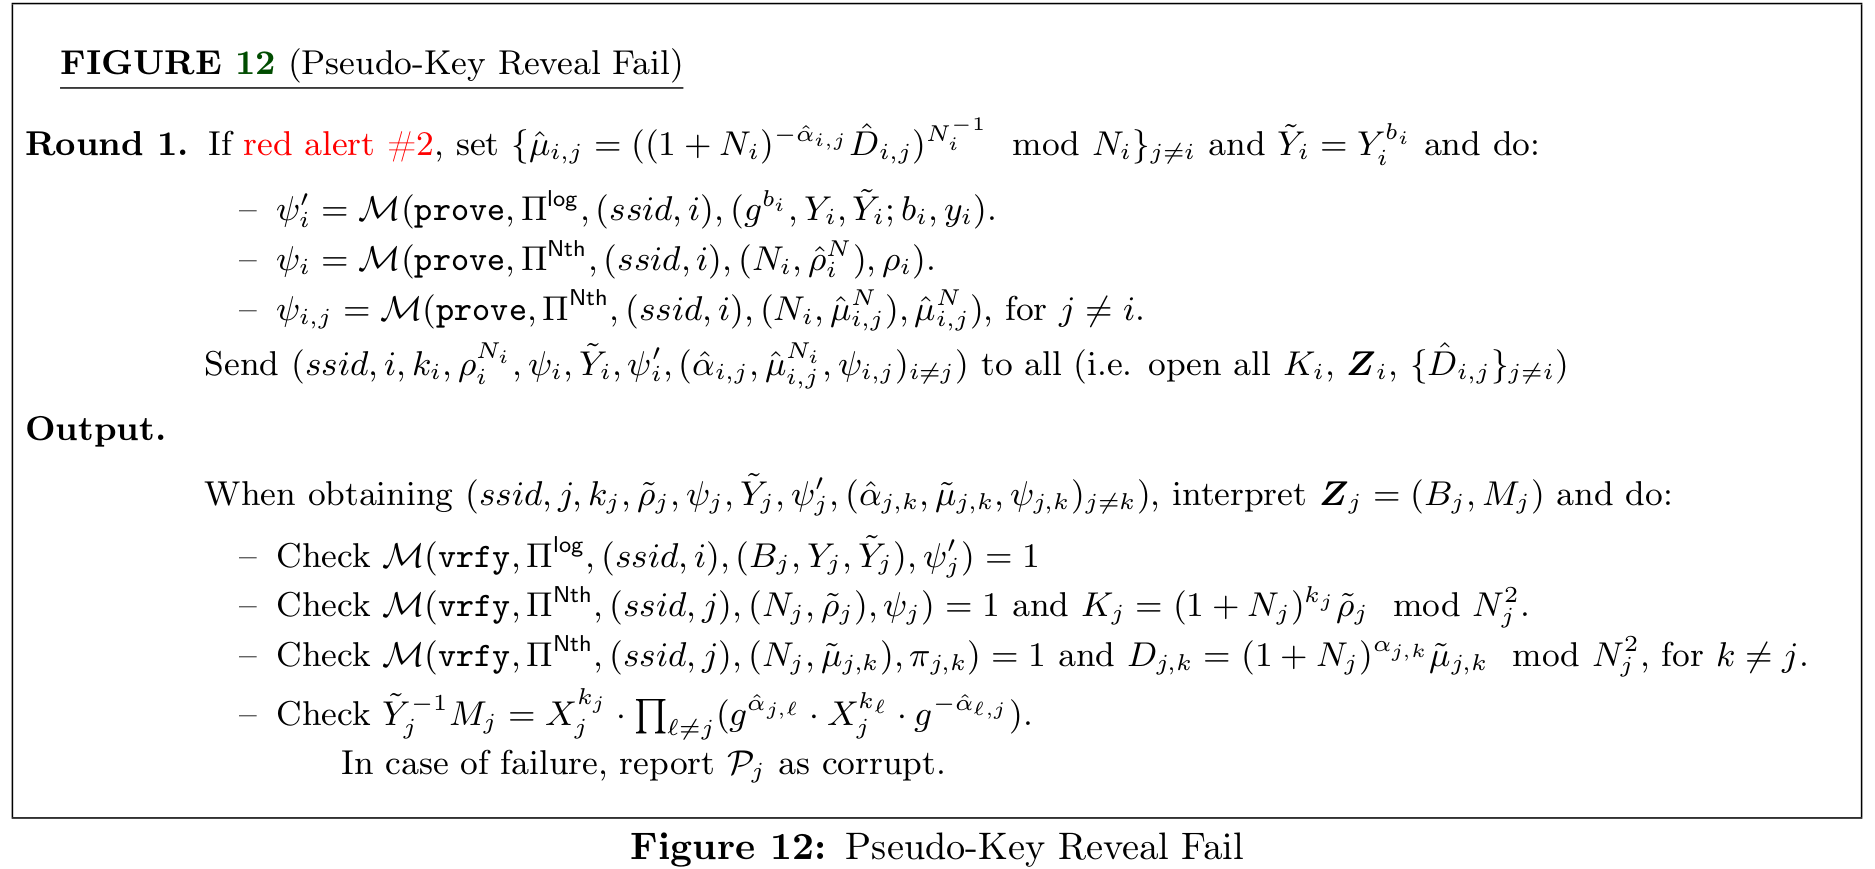 FIGURE 12 (Pseudo-Key Reveal Fail)
Round 1. If red alert #2, set $\{\hat{\mu}_{i,j} = ((1 + N_i)^{-\hat{\alpha}_{i,j}} \hat{D}_{i,j})^{N_i^{-1}} \mod N_i\}_{j \neq i}$ and $\tilde{Y}_i = Y_i^{b_i}$ and do:
– $\psi'_i = \mathcal{M}(\texttt{prove}, \Pi^{\mathsf{log}}, (ssid, i), (g^{b_i}, Y_i, \tilde{Y}_i; b_i, y_i)$.
– $\psi_i = \mathcal{M}(\texttt{prove}, \Pi^{\mathsf{Nth}}, (ssid, i), (N_i, \hat{\rho}_i^N), \rho_i)$.
– $\psi_{i,j} = \mathcal{M}(\texttt{prove}, \Pi^{\mathsf{Nth}}, (ssid, i), (N_i, \hat{\mu}_{i,j}^N), \hat{\mu}_{i,j}^N)$, for $j \neq i$.
Send $(ssid, i, k_i, \rho_i^{N_i}, \psi_i, \tilde{Y}_i, \psi'_i, (\hat{\alpha}_{i,j}, \hat{\mu}_{i,j}^{N_i}, \psi_{i,j})_{i \neq j})$ to all (i.e. open all $K_i$, $\boldsymbol{Z}_i$, $\{\hat{D}_{i,j}\}_{j \neq i}$)
Output.
When obtaining $(ssid, j, k_j, \tilde{\rho}_j, \psi_j, \tilde{Y}_j, \psi'_j, (\hat{\alpha}_{j,k}, \tilde{\mu}_{j,k}, \psi_{j,k})_{j \neq k})$, interpret $\boldsymbol{Z}_j = (B_j, M_j)$ and do:
– Check $\mathcal{M}(\texttt{vrfy}, \Pi^{\mathsf{log}}, (ssid, i), (B_j, Y_j, \tilde{Y}_j), \psi'_j) = 1$
– Check $\mathcal{M}(\texttt{vrfy}, \Pi^{\mathsf{Nth}}, (ssid, j), (N_j, \tilde{\rho}_j), \psi_j) = 1$ and $K_j = (1 + N_j)^{k_j} \tilde{\rho}_j \mod N_j^2$.
– Check $\mathcal{M}(\texttt{vrfy}, \Pi^{\mathsf{Nth}}, (ssid, j), (N_j, \tilde{\mu}_{j,k}), \pi_{j,k}) = 1$ and $D_{j,k} = (1 + N_j)^{\alpha_{j,k}} \tilde{\mu}_{j,k} \mod N_j^2$, for $k \neq j$.
– Check $\tilde{Y}_j^{-1} M_j = X_j^{k_j} \cdot \prod_{\ell \neq j} (g^{\hat{\alpha}_{j,\ell}} \cdot X_j^{k_\ell} \cdot g^{-\hat{\alpha}_{\ell,j}})$.
In case of failure, report $\mathcal{P}_j$ as corrupt.
Figure 12: Pseudo-Key Reveal Fail